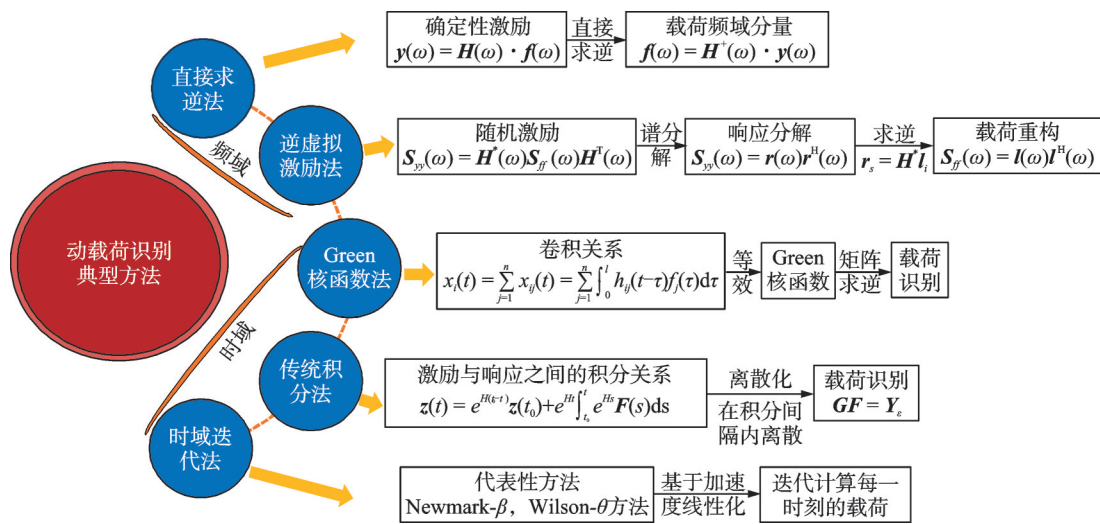 动载荷识别
典型方法
频域
时域
直接求
逆法
确定性激励
y(ω) = H(ω) · f(ω)
直接
求逆
载荷频域分量
f(ω) = H⁺(ω) · y(ω)
逆虚拟
激励法
随机激励
S_yy(ω) = H*(ω)S_ff(ω)Hᵀ(ω)
谱分
解
响应分解
S_yy(ω) = r(ω)rᴴ(ω)
求逆
r_s = H*l_i
载荷重构
S_ff(ω) = l(ω)lᴴ(ω)
Green
核函数法
卷积关系
x_i(t) = ∑_{j=1}^{n} x_ij(t) = ∑_{j=1}^{n} ∫_0^l h_ij(t−τ)f_j(τ)dτ
等
效
Green
核函数
矩阵
求逆
载荷
识别
传统积
分法
激励与响应之间的积分关系
z(t) = e^{H(t₀−t)}z(t₀)+e^{Ht}∫_{t₀}^{t} e^{Hs}F(s)ds
离散化
在积分间
隔内离散
载荷识别
GF = Y_ε
时域迭
代法
代表性方法
Newmark-β，Wilson-θ方法
基于加速
度线性化
迭代计算每一
时刻的载荷